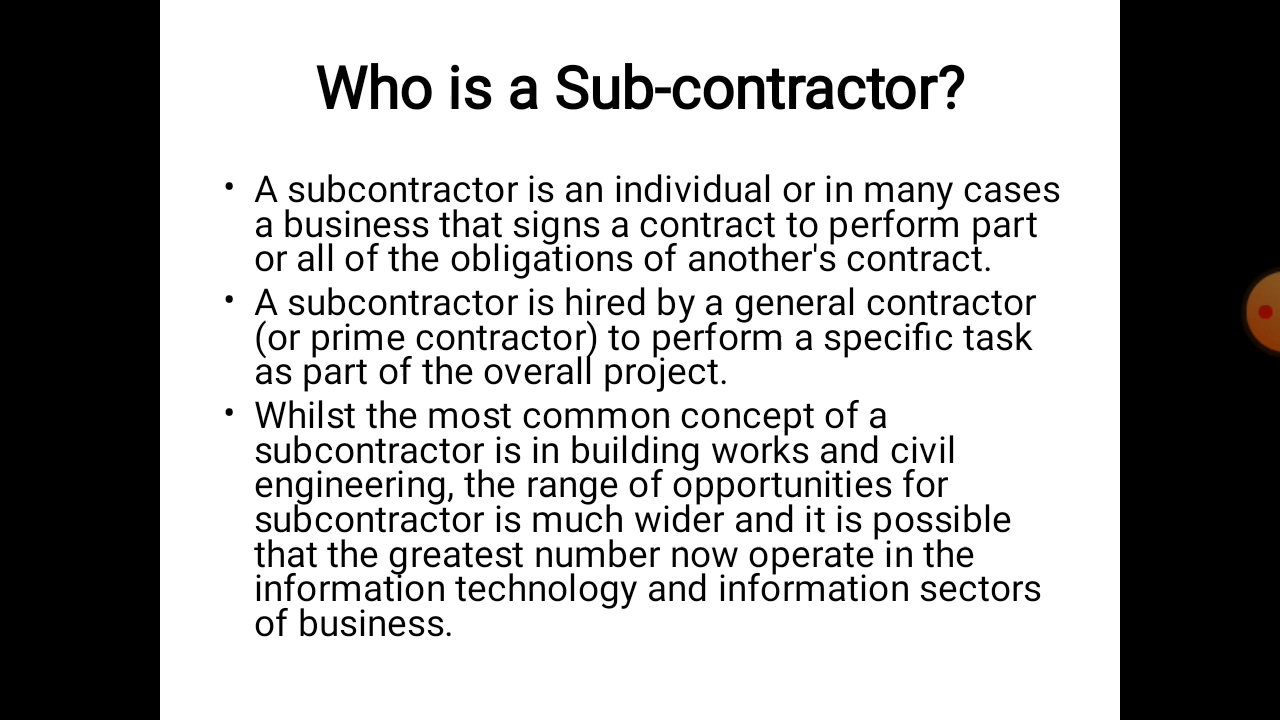 Who is a Sub-contractor?
• A subcontractor is an individual or in many cases
a business that signs a contract to perform part
or all of the obligations of another's contract.
• A subcontractor is hired by a general contractor
(or prime contractor) to perform a specific task
as part of the overall project.
• Whilst the most common concept of a
subcontractor is in building works and civil
engineering, the range of opportunities for
subcontractor is much wider and it is possible
that the greatest number now operate in the
information technology and information sectors
of business.